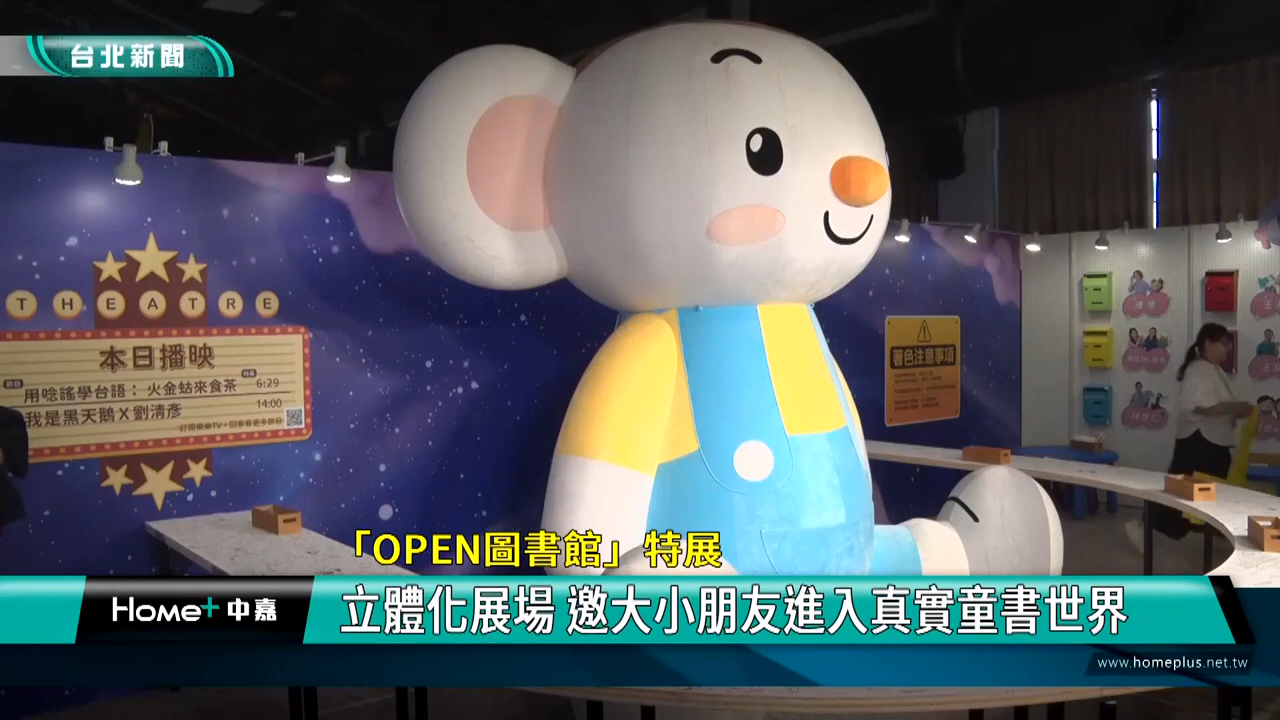 台北新聞
THEATRE
本日播映
用唸謠學台語：火金蛄來食茶 6:29
我是黑天鵝X劉清彥 14:00
著色注意事項
「OPEN圖書館」特展
Home+ 中嘉
立體化展場 邀大小朋友進入真實童書世界
www.homeplus.net.tw